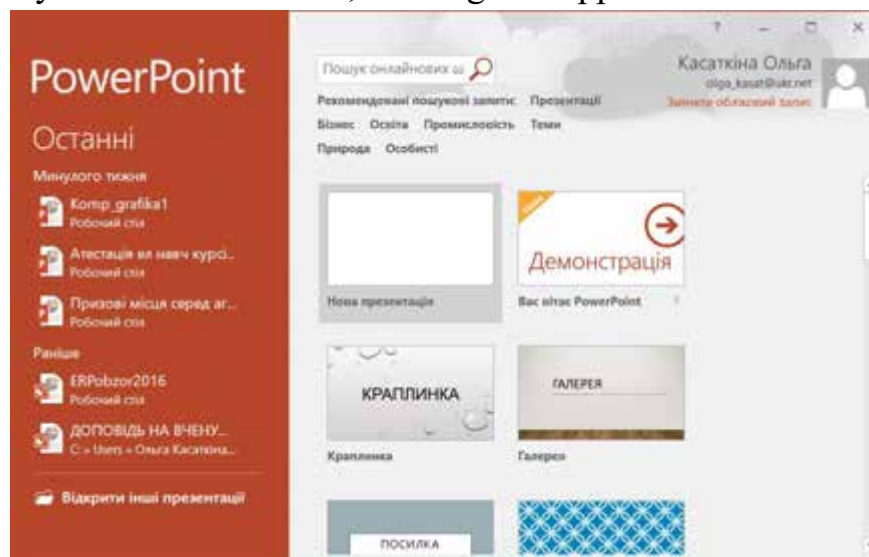 PowerPoint
Останні
Минулого тижня
Komp_grafika1
Робочий стіл
Атестація вл навч курсі...
Робочий стіл
Призові місця серед аг...
Робочий стіл
Раніше
ERPobzor2016
Робочий стіл
ДОПОВІДЬ НА ВЧЕНУ...
C: » Users » Ольга Касаткіна...
Відкрити інші презентації
? – □ ×
Пошук онлайнових
Касаткіна Ольга
olga_kasat@ukr.net
Змінити обліковий запис
Рекомендовані пошукові запити: Презентації
Бізнес Освіта Промисловість Теми
Природа Особисті
Нова презентація
Демонстрація
Вас вітає PowerPoint
КРАПЛИНКА
Краплинка
ГАЛЕРЕЯ
Галерея
ПОСИЛКА